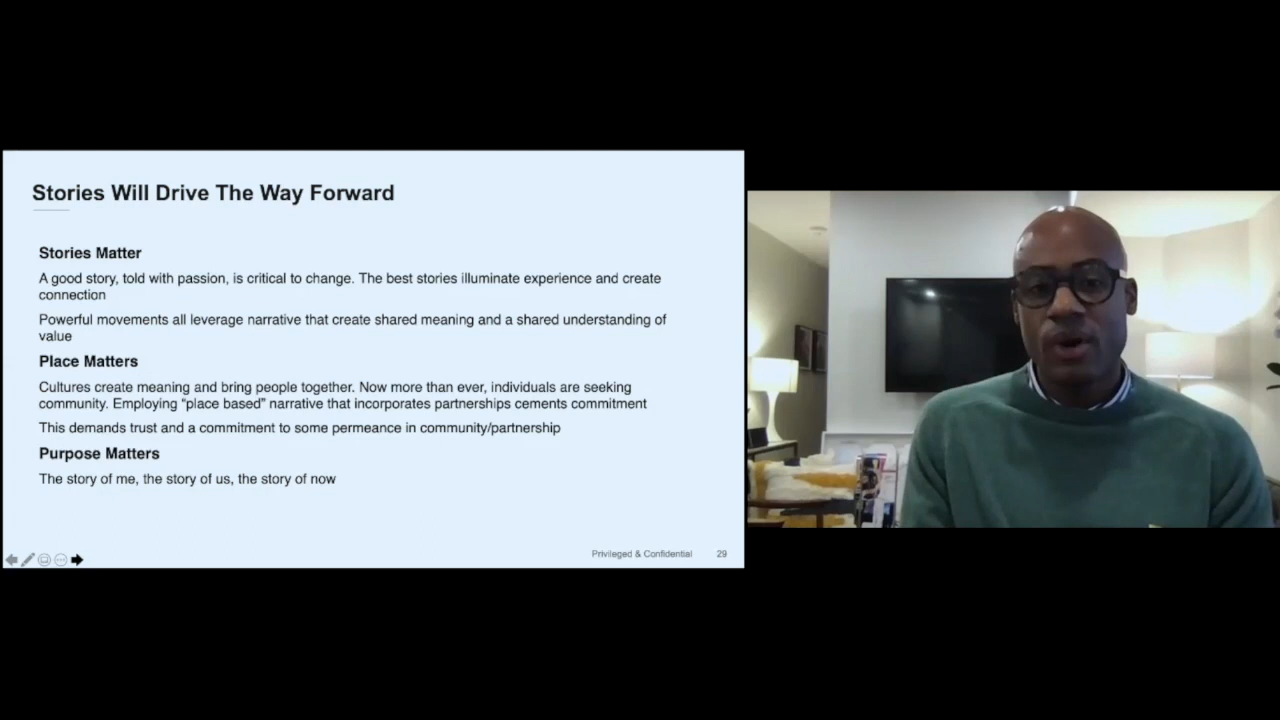 Stories Will Drive The Way Forward
Stories Matter
A good story, told with passion, is critical to change. The best stories illuminate experience and create
connection
Powerful movements all leverage narrative that create shared meaning and a shared understanding of
value
Place Matters
Cultures create meaning and bring people together. Now more than ever, individuals are seeking
community. Employing “place based” narrative that incorporates partnerships cements commitment
This demands trust and a commitment to some permeance in community/partnership
Purpose Matters
The story of me, the story of us, the story of now
Privileged & Confidential 29